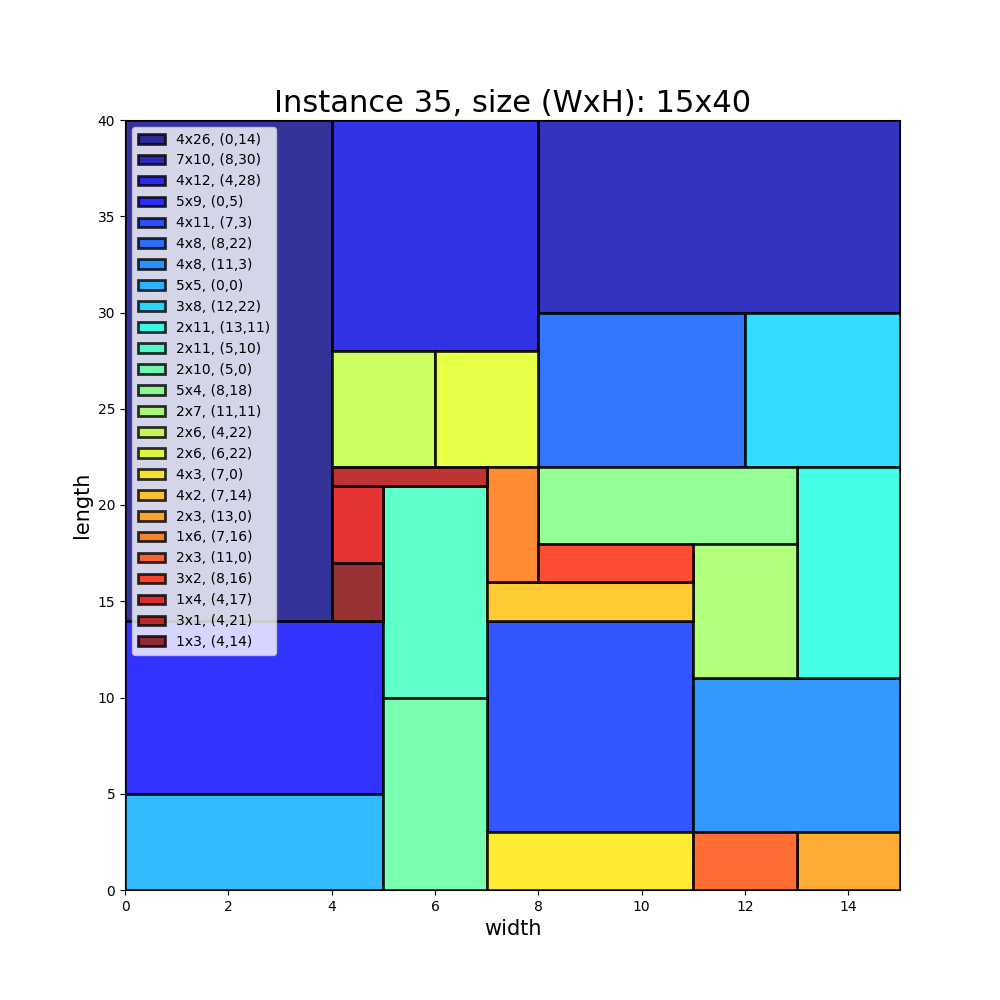 Instance 35, size (WxH): 15x40
40
35
30
25
20
15
10
5
0
length
4x26, (0,14)
7x10, (8,30)
4x12, (4,28)
5x9, (0,5)
4x11, (7,3)
4x8, (8,22)
4x8, (11,3)
5x5, (0,0)
3x8, (12,22)
2x11, (13,11)
2x11, (5,10)
2x10, (5,0)
5x4, (8,18)
2x7, (11,11)
2x6, (4,22)
2x6, (6,22)
4x3, (7,0)
4x2, (7,14)
2x3, (13,0)
1x6, (7,16)
2x3, (11,0)
3x2, (8,16)
1x4, (4,17)
3x1, (4,21)
1x3, (4,14)
0 2 4 6 8 10 12 14
width